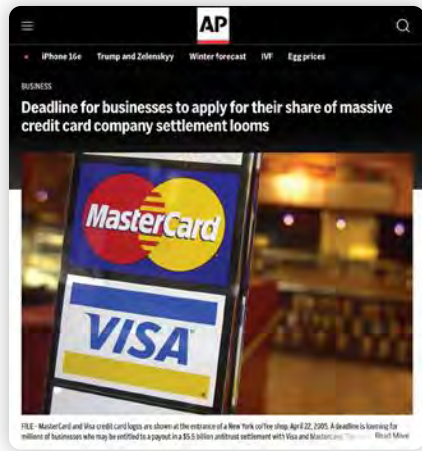 AP
iPhone 16e Trump and Zelenskyy Winter forecast IVF Egg prices
BUSINESS
Deadline for businesses to apply for their share of massive
credit card company settlement looms
MasterCard
VISA
FILE - MasterCard and Visa credit card logos are shown at the entrance of a New York coffee shop, April 22, 2005. A deadline is looming for
millions of businesses who may be entitled to a payout in a $5.5 billion antitrust settlement with Visa and Mastercard. Read More